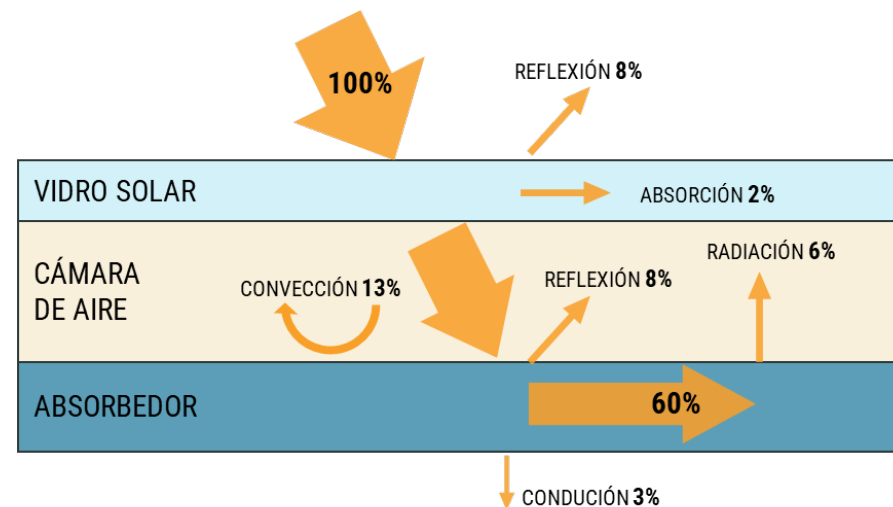 100%
REFLEXIÓN 8%
VIDRO SOLAR
ABSORCIÓN 2%
CÁMARA
DE AIRE
CONVECCIÓN 13%
REFLEXIÓN 8%
RADIACIÓN 6%
ABSORBEDOR
60%
CONDUCIÓN 3%